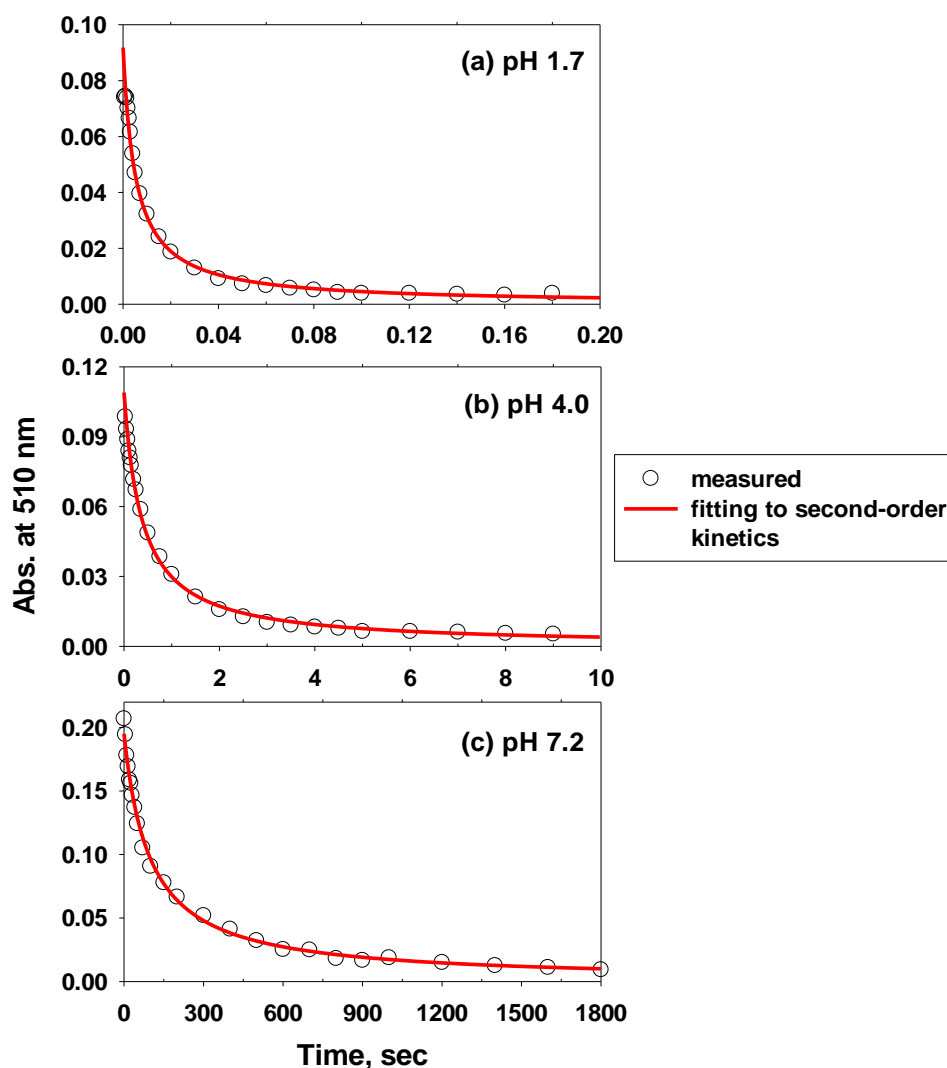 0.10
(a) pH 1.7
0.08
0.06
0.04
0.02
0.00
0.00 0.04 0.08 0.12 0.16 0.20
0.12
(b) pH 4.0
0.09
0.06
0.03
0.00
0 2 4 6 8 10
Abs. at 510 nm
measured
fitting to second-order
kinetics
0.20
(c) pH 7.2
0.15
0.10
0.05
0.00
0 300 600 900 1200 1500 1800
Time, sec